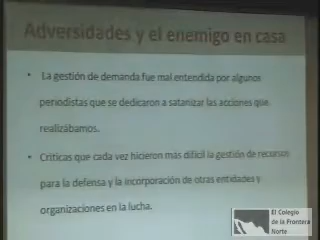 Adversidades y el enemigo en casa
• La gestión de demanda fue mal entendida por algunos
periodistas que se dedicaron a satanizar las acciones que
realizábamos.
• Críticas que cada vez hicieron más difícil la gestión de recursos
para la defensa y la incorporación de otras entidades y
organizaciones en la lucha.
El Colegio
de la Frontera
Norte